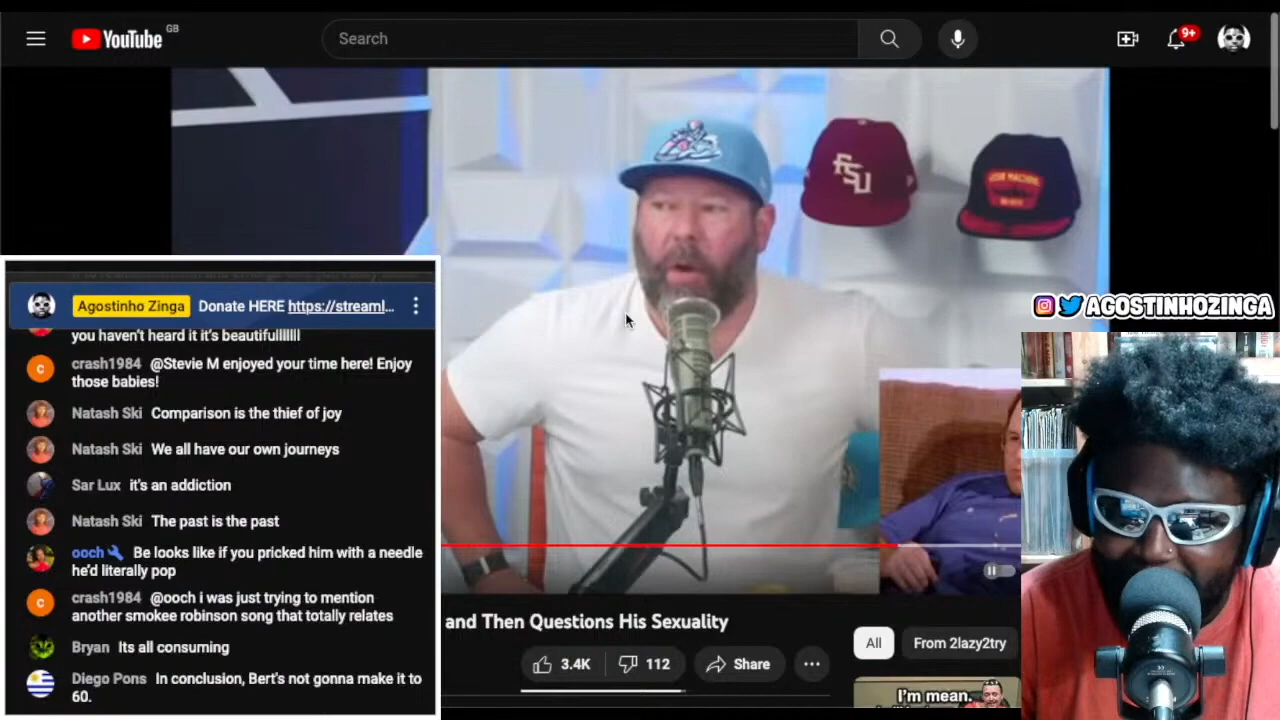 YouTube GB
Search
9+
FSU
Agostinho Zinga Donate HERE https://streaml...
you haven't heard it it's beautifullllllll
crash1984 @Stevie M enjoyed your time here! Enjoy
those babies!
Natash Ski Comparison is the thief of joy
Natash Ski We all have our own journeys
Sar Lux it's an addiction
Natash Ski The past is the past
ooch Be looks like if you pricked him with a needle
he'd literally pop
crash1984 @ooch i was just trying to mention
another smokee robinson song that totally relates
Bryan Its all consuming
Diego Pons In conclusion, Bert's not gonna make it to
60.
AGOSTINHOZINGA
and Then Questions His Sexuality
3.4K
112
Share
All
From 2lazy2try
I'm mean.